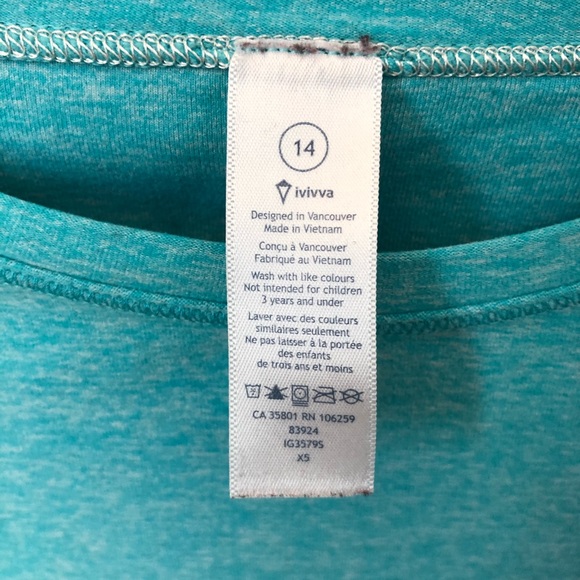 14
ivivva
Designed in Vancouver
Made in Vietnam
Conçu à Vancouver
Fabriqué au Vietnam
Wash with like colours
Not intended for children
3 years and under
Laver avec des couleurs
similaires seulement
Ne pas laisser à la portée
des enfants
de trois ans et moins
CA 35801 RN 106259
83924
IG3579S
X5